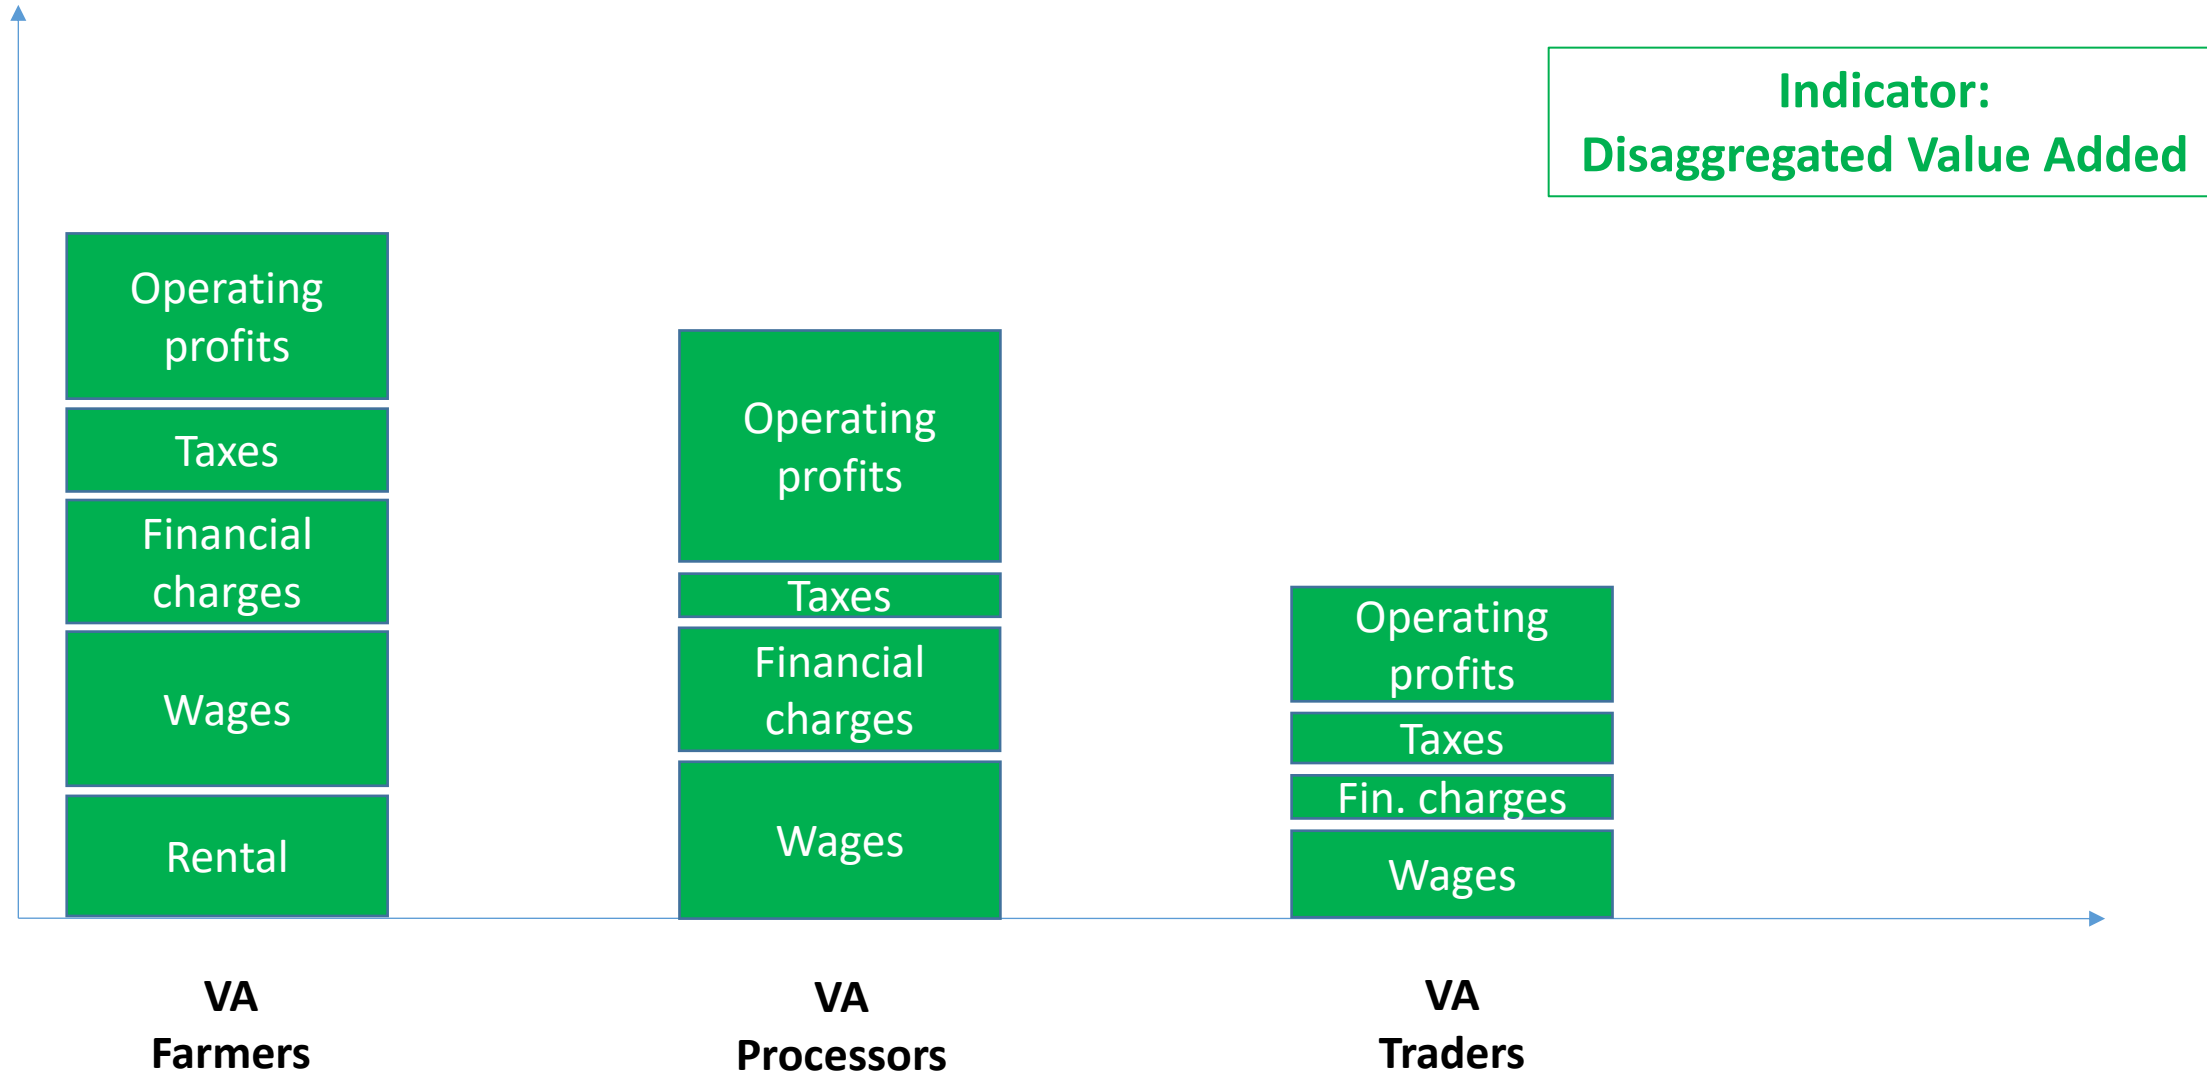 Indicator:
Disaggregated Value Added
Operating
profits
Taxes
Financial
charges
Wages
Rental
VA
Farmers
Operating
profits
Taxes
Financial
charges
Wages
VA
Processors
Operating
profits
Taxes
Fin. charges
Wages
VA
Traders